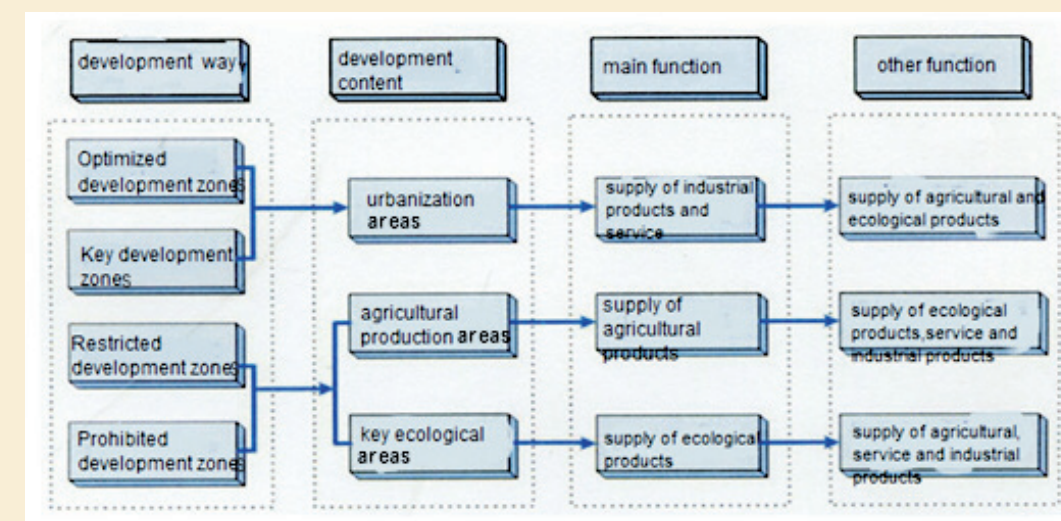 development way
development
content
main function
other function
Optimized
development zones
Key development
zones
Restricted
development zones
Prohibited
development zones
urbanization
areas
agricultural
production areas
key ecological
areas
supply of industrial
products and
service
supply of
agricultural
products
supply of ecological
products
supply of agricultural and
ecological products
supply of ecological
products,service and
industrial products
supply of agricultural,
service and industrial
products